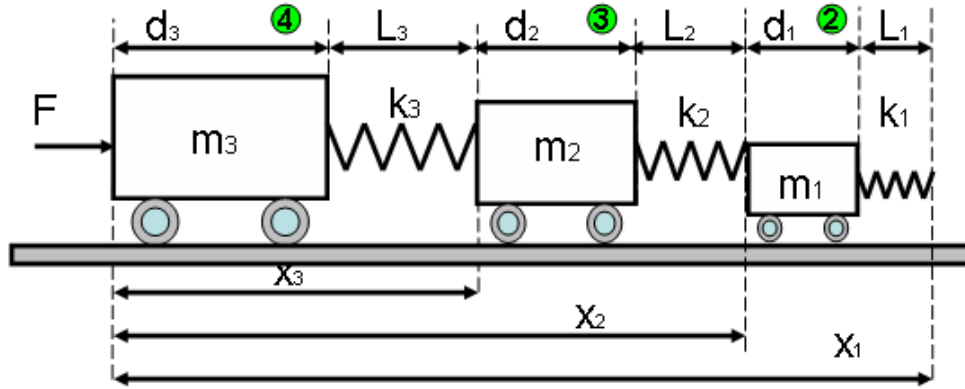 d₃ ④ L₃ d₂ ③ L₂ d₁ ② L₁
F m₃ k₃ m₂ k₂ m₁ k₁
x₃
x₂
x₁